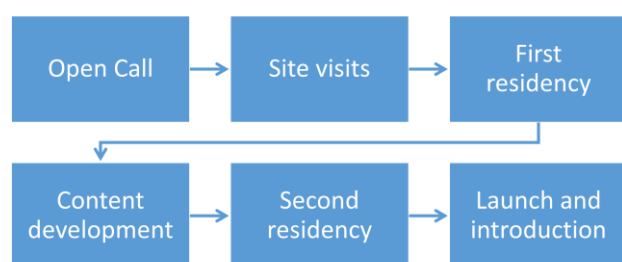 Open Call
Site visits
First
residency
Content
development
Second
residency
Launch and
introduction